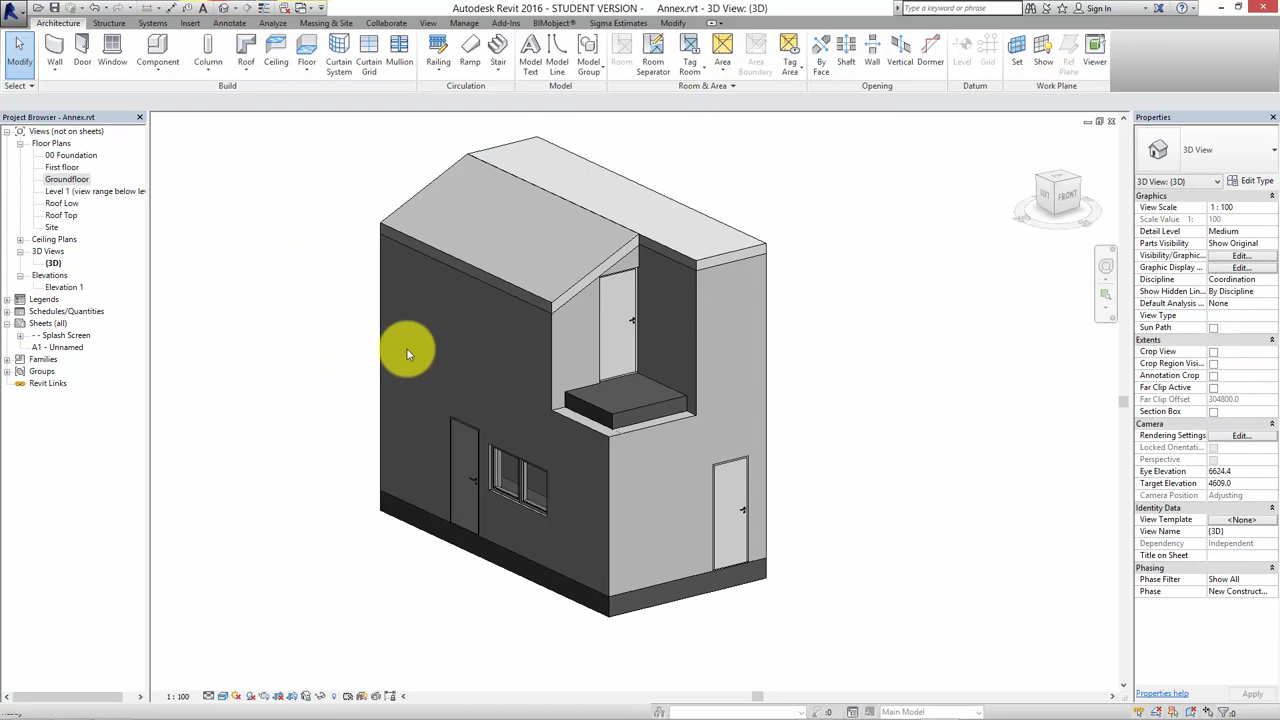 Autodesk Revit 2016 - STUDENT VERSION - Annex.rvt - 3D View: {3D}
Type a keyword or phrase
Sign In
Architecture Structure Systems Insert Annotate Analyze Massing & Site Collaborate View Manage Add-Ins BIMobject® Sigma Estimates Modify
Modify Wall Door Window Component Column Roof Ceiling Floor Curtain System Curtain Grid Mullion Railing Ramp Stair Model Text Model Line Model Group Room Room Separator Tag Room Area Area Boundary Tag Area By Face Shaft Wall Vertical Dormer Level Grid Set Show Ref Plane Viewer
Select Build Circulation Model Room & Area Opening Datum Work Plane
Project Browser - Annex.rvt
Views (not on sheets)
Floor Plans
00 Foundation
First floor
Groundfloor
Level 1 (view range below le
Roof Low
Roof Top
Site
Ceiling Plans
3D Views
{3D}
Elevations
Elevation 1
Legends
Schedules/Quantities
Sheets (all)
- - Splash Screen
A1 - Unnamed
Families
Groups
Revit Links
LEFT FRONT
Properties
3D View
3D View: {3D} Edit Type
Graphics
View Scale 1 : 100
Scale Value 1: 100
Detail Level Medium
Parts Visibility Show Original
Visibility/Graphic... Edit...
Graphic Display ... Edit...
Discipline Coordination
Show Hidden Lin... By Discipline
Default Analysis ... None
View Type
Sun Path
Extents
Crop View
Crop Region Visi...
Annotation Crop
Far Clip Active
Far Clip Offset 304800.0
Section Box
Camera
Rendering Settings Edit...
Locked Orientati...
Perspective
Eye Elevation 6624.4
Target Elevation 4609.0
Camera Position Adjusting
Identity Data
View Template <None>
View Name {3D}
Dependency Independent
Title on Sheet
Phasing
Phase Filter Show All
Phase New Construct...
Properties help Apply
1 : 100
:0 Main Model :0